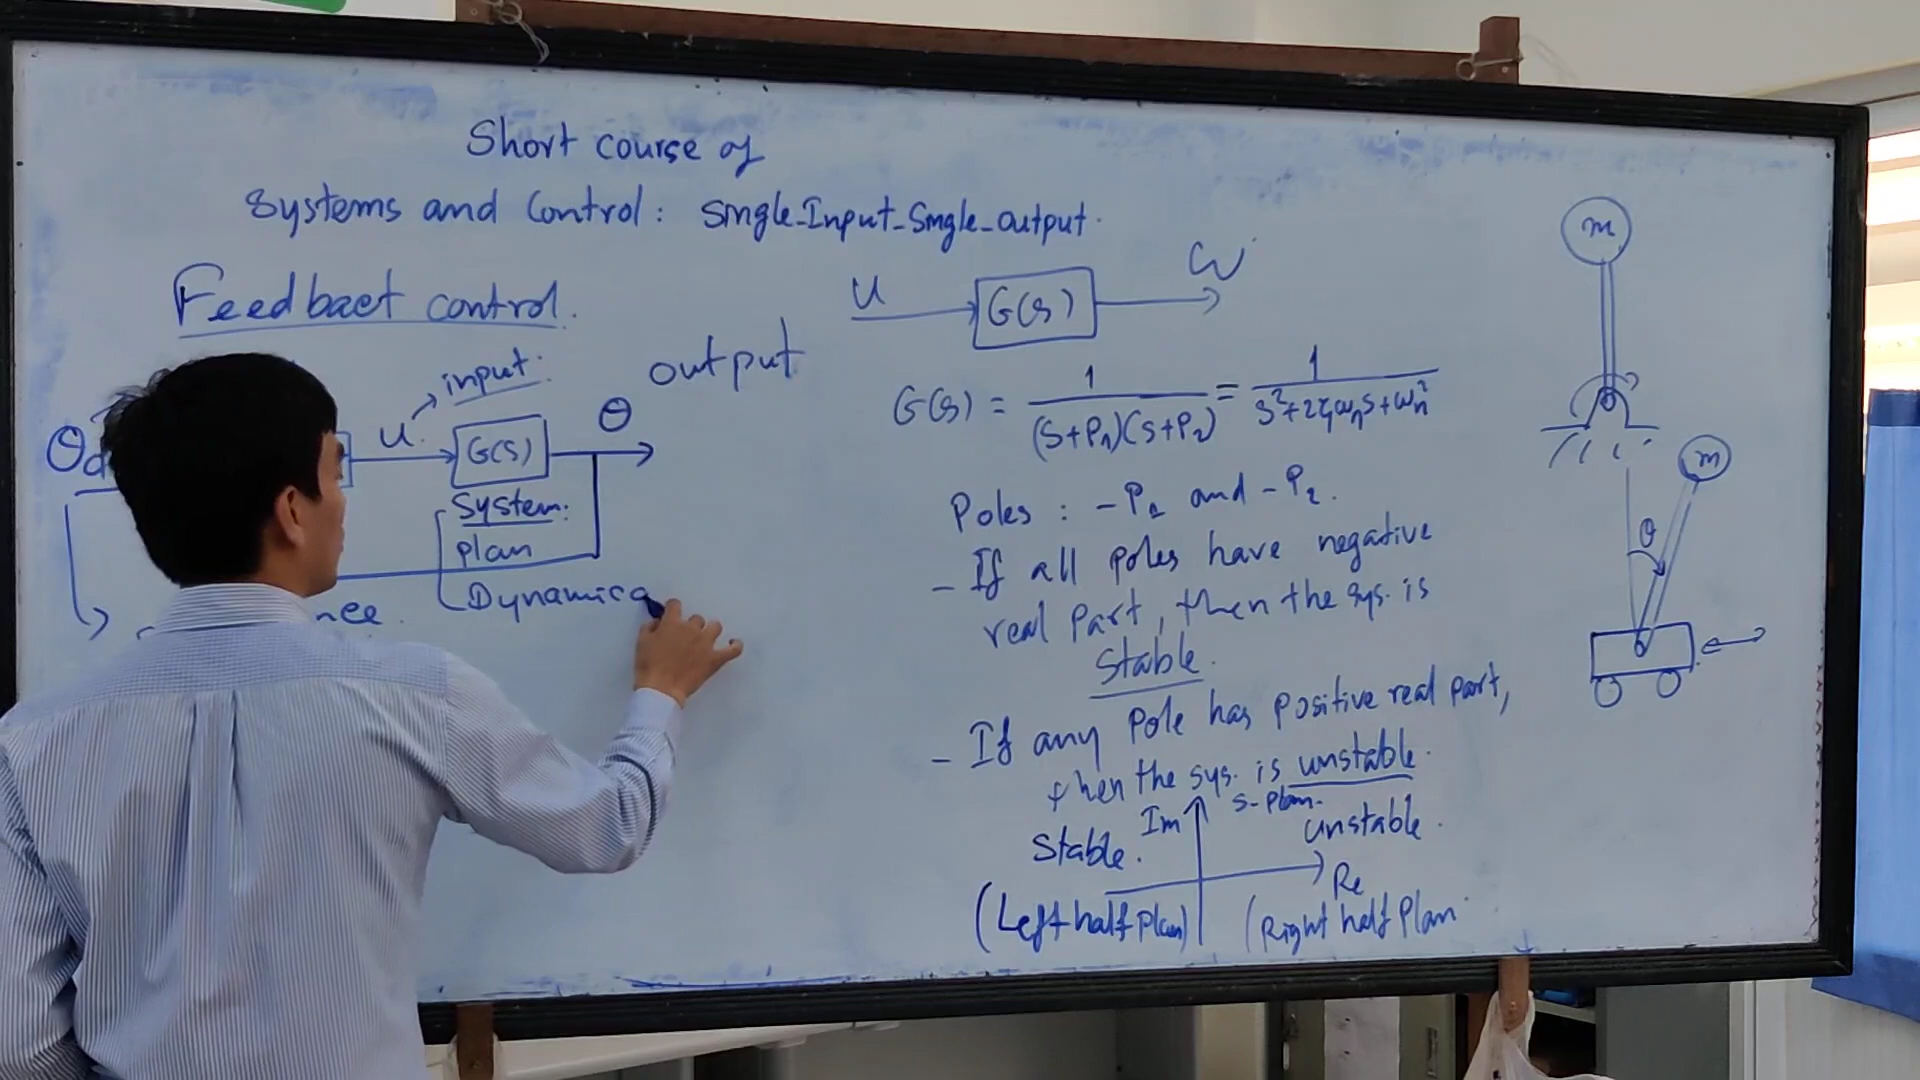 Short course of
Systems and Control: Single-Input-Single-output.
Feedbact control.
input.
output
θd
u.
G(s)
θ
System:
plan
Dynamica
u
G(s)
ω
G(s) = 1/((s+P1)(s+P2)) = 1/(s²+2ζωns+ωn²)
Poles : -P1 and -P2.
- If all poles have negative
real part, then the sys. is
stable.
- If any pole has positive real part,
then the sys. is unstable.
s-plan.
Stable.
Im
unstable.
Re
(Left half plan)
(Right half plan
m
m
θ